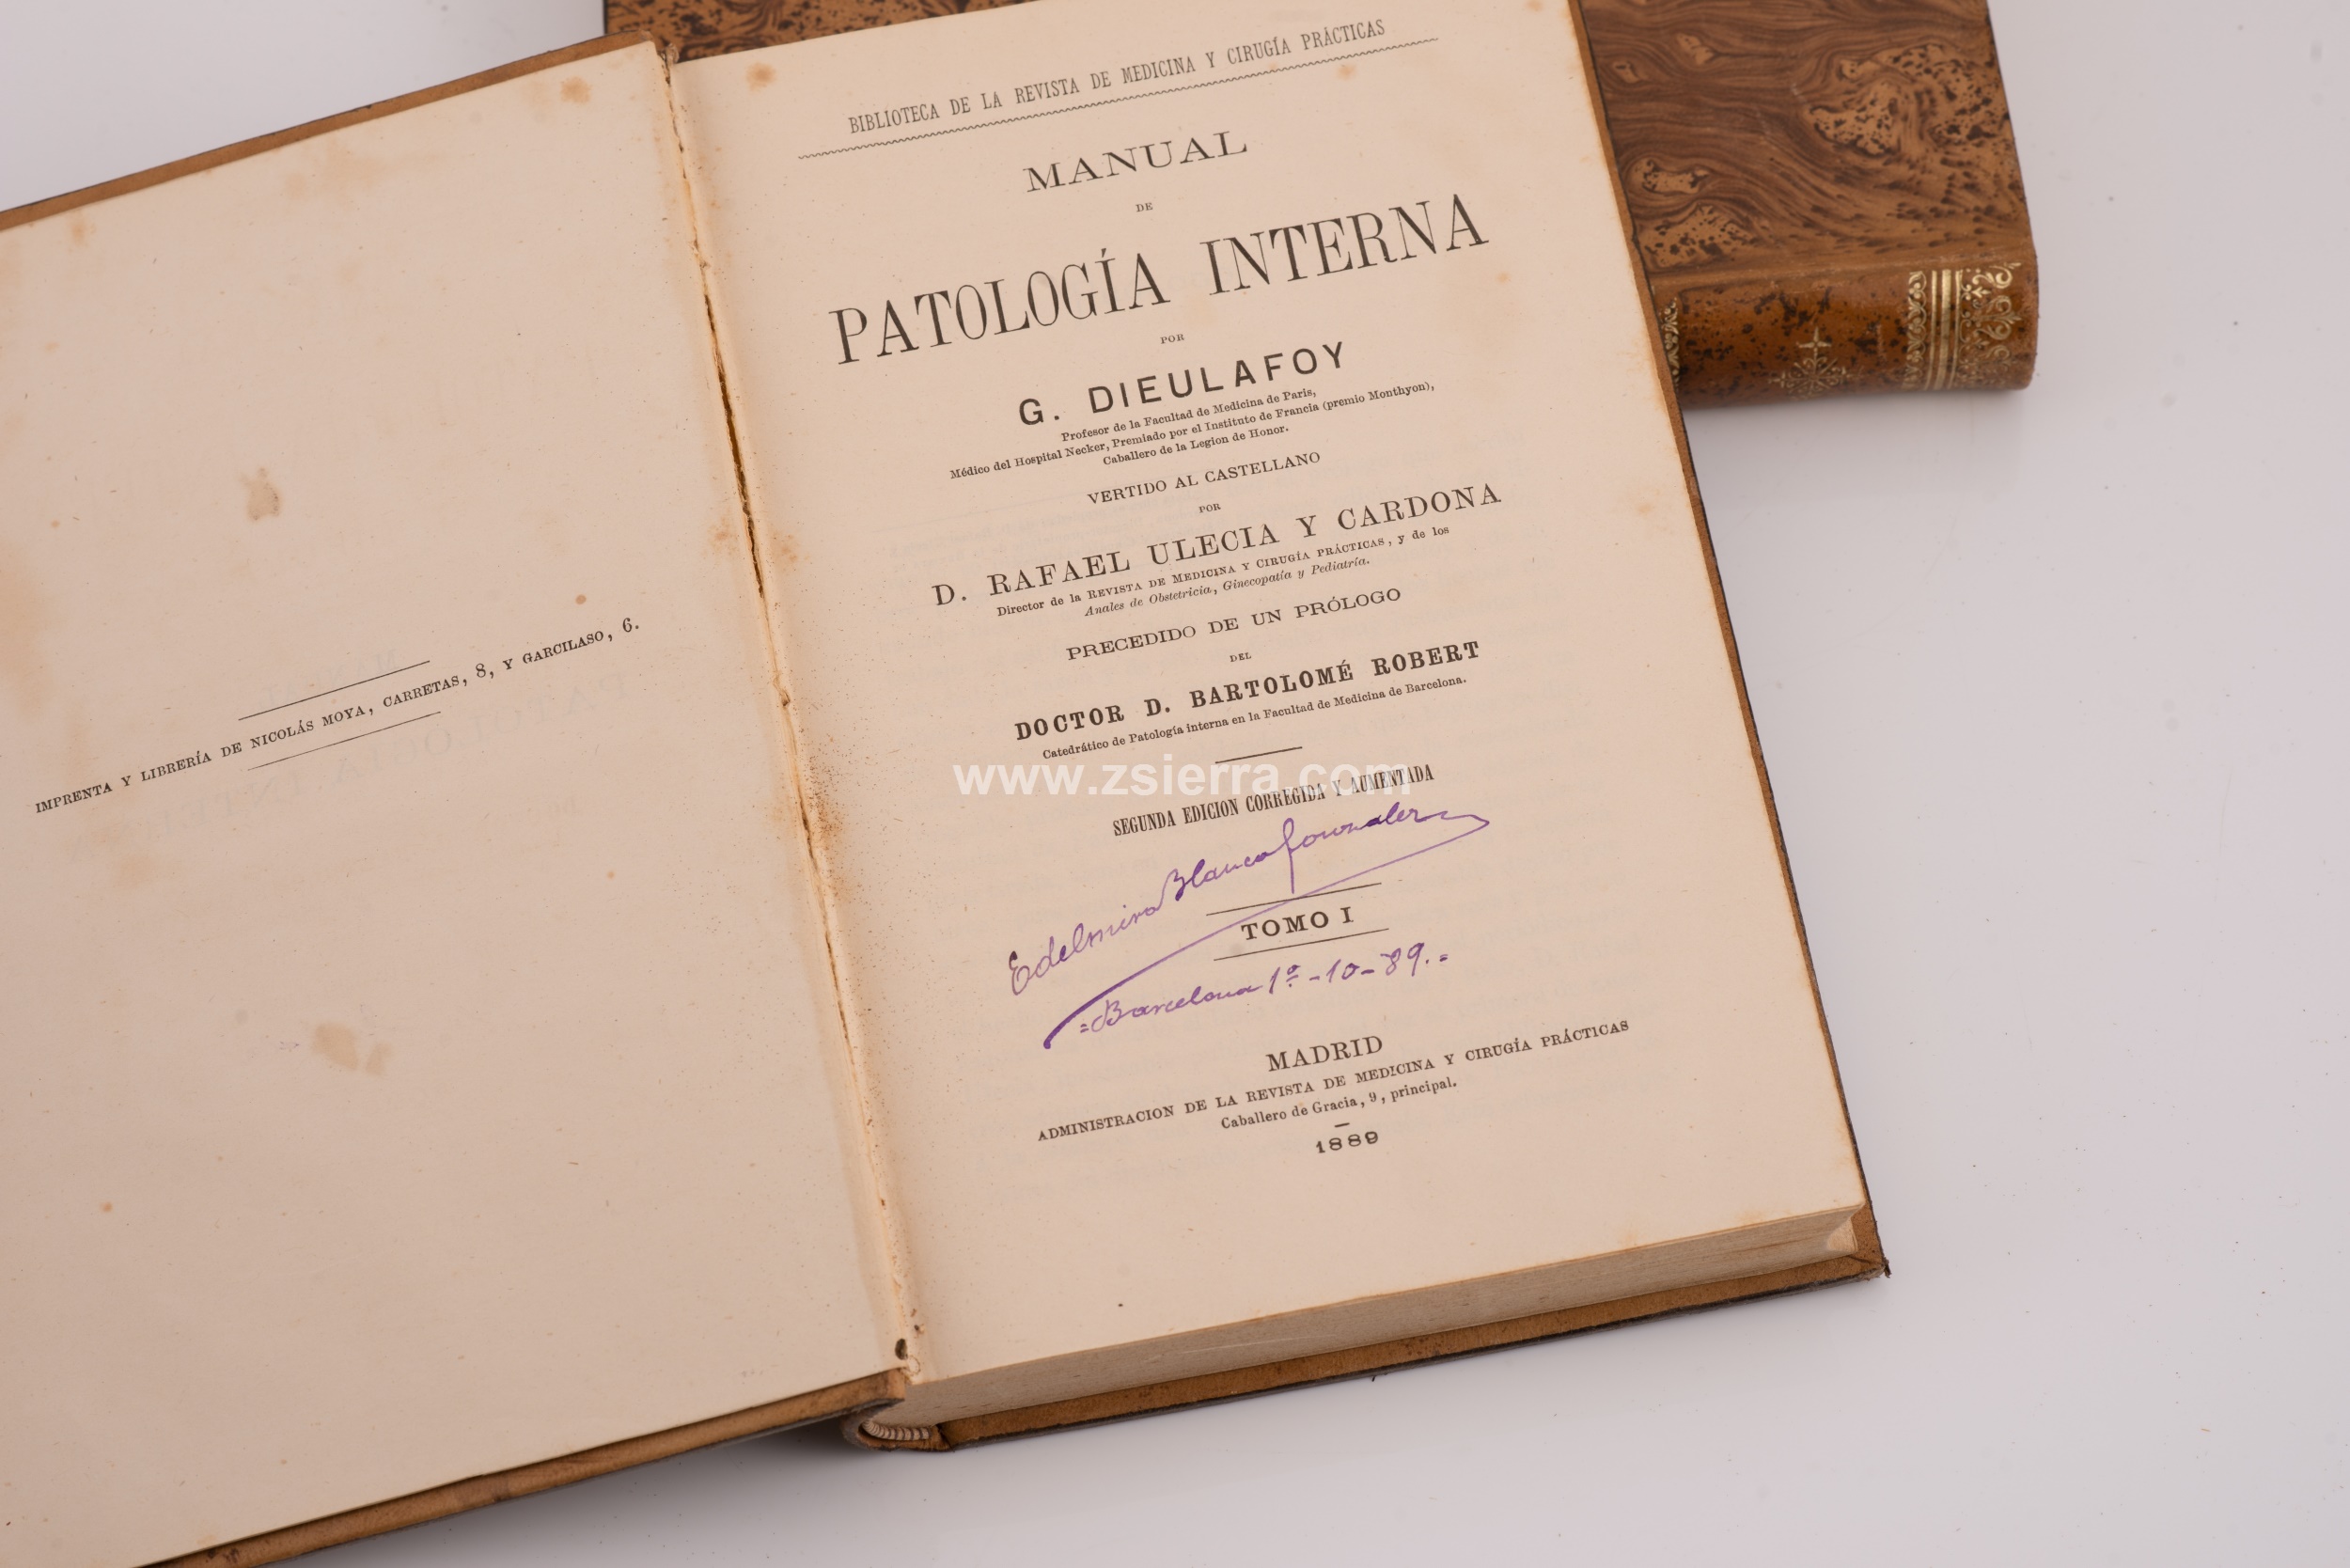 IMPRENTA Y LIBRERÍA DE NICOLÁS MOYA, CARRETAS, 8, Y GARCILASO, 6.
BIBLIOTECA DE LA REVISTA DE MEDICINA Y CIRUGÍA PRÁCTICAS
MANUAL
DE
PATOLOGÍA INTERNA
POR
G. DIEULAFOY
Profesor de la Facultad de Medicina de Paris,
Médico del Hospital Necker, Premiado por el Instituto de Francia (premio Monthyon),
Caballero de la Legion de Honor.
VERTIDO AL CASTELLANO
POR
D. RAFAEL ULECIA Y CARDONA
Director de la REVISTA DE MEDICINA Y CIRUGÍA PRÁCTICAS, y de los
Anales de Obstetricia, Ginecopatía y Pediatría.
PRECEDIDO DE UN PRÓLOGO
DEL
DOCTOR D. BARTOLOMÉ ROBERT
Catedrático de Patología interna en la Facultad de Medicina de Barcelona.
www.zsierra.com
SEGUNDA EDICION CORREGIDA Y AUMENTADA
Edelmiro Blanco
TOMO I
=Barcelona 1º-10-89.=
MADRID
ADMINISTRACION DE LA REVISTA DE MEDICINA Y CIRUGÍA PRÁCTICAS
Caballero de Gracia, 9, principal.
1889